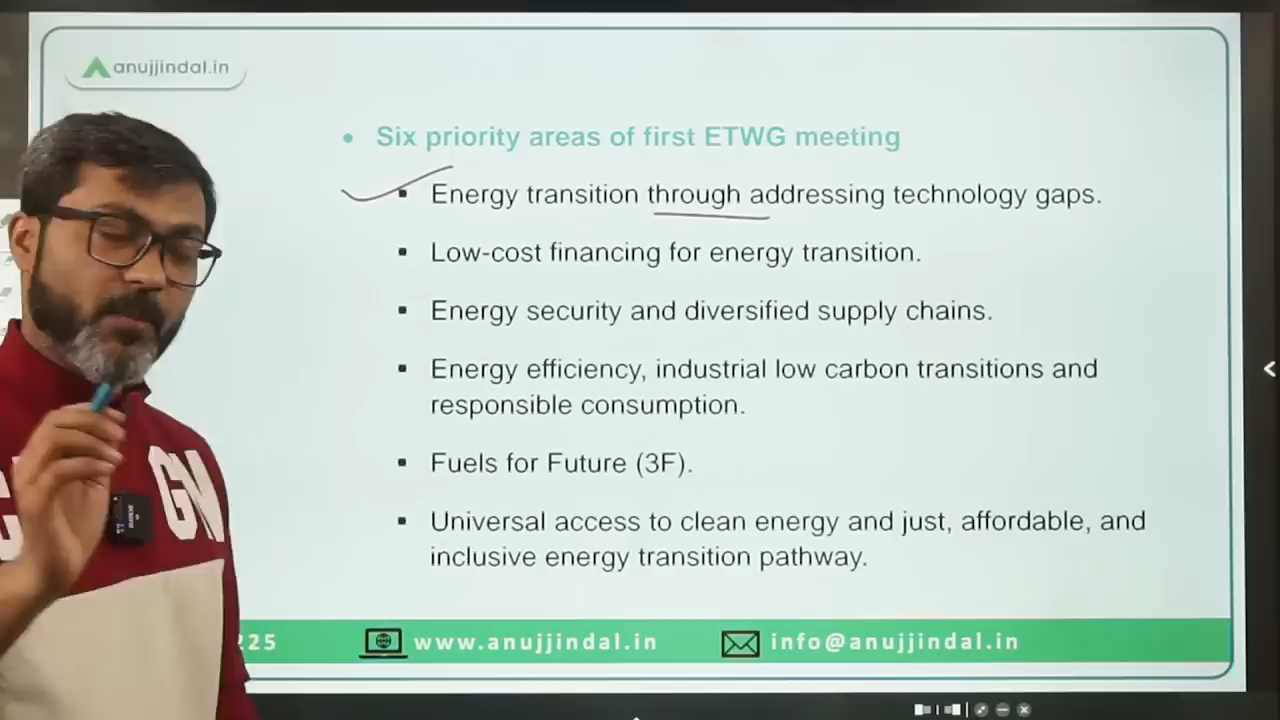 anujjindal.in
Six priority areas of first ETWG meeting
Energy transition through addressing technology gaps.
Low-cost financing for energy transition.
Energy security and diversified supply chains.
Energy efficiency, industrial low carbon transitions and
responsible consumption.
Fuels for Future (3F).
Universal access to clean energy and just, affordable, and
inclusive energy transition pathway.
GM
225
www.anujjindal.in
info@anujjindal.in